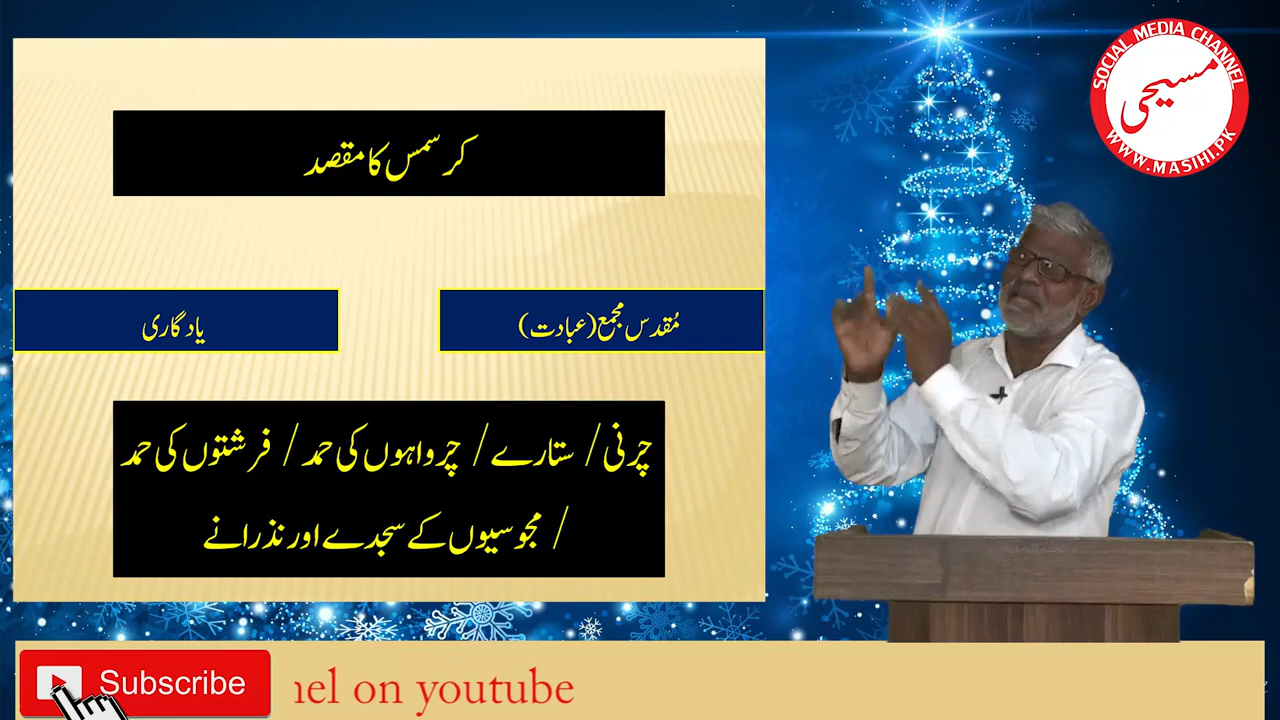 کرسمس کا مقصد
مُقدس مجمع (عبادت)
یادگاری
چرنی / ستارے / چرواہوں کی حمد / فرشتوں کی حمد
/ مجوسیوں کے سجدے اور نذرانے
SOCIAL MEDIA CHANNEL
مسیحی
WWW.MASIHI.PK
Subscribe
nel on youtube